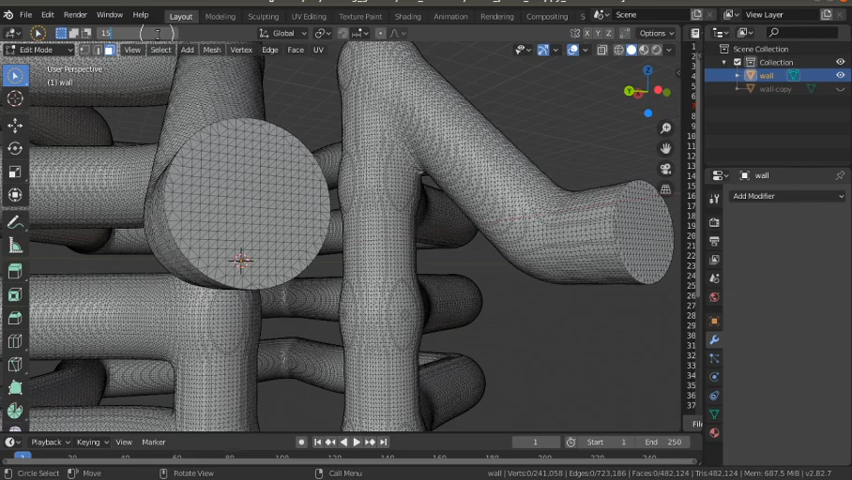 File Edit Render Window Help Layout Modeling Sculpting UV Editing Texture Paint Shading Animation Rendering Compositing Scene View Layer
15 Global Options
Edit Mode View Select Add Mesh Vertex Edge Face UV
User Perspective
(1) wall
Scene Collection
Collection
wall
wall-copy
wall
Add Modifier
Playback Keying View Marker 1 Start 1 End 250
Circle Select Move Rotate View Call Menu wall | Verts:0/241,058 | Edges:0/723,186 | Faces:0/482,124 | Tris:482,124 | Mem: 687.5 MiB | v2.82.7